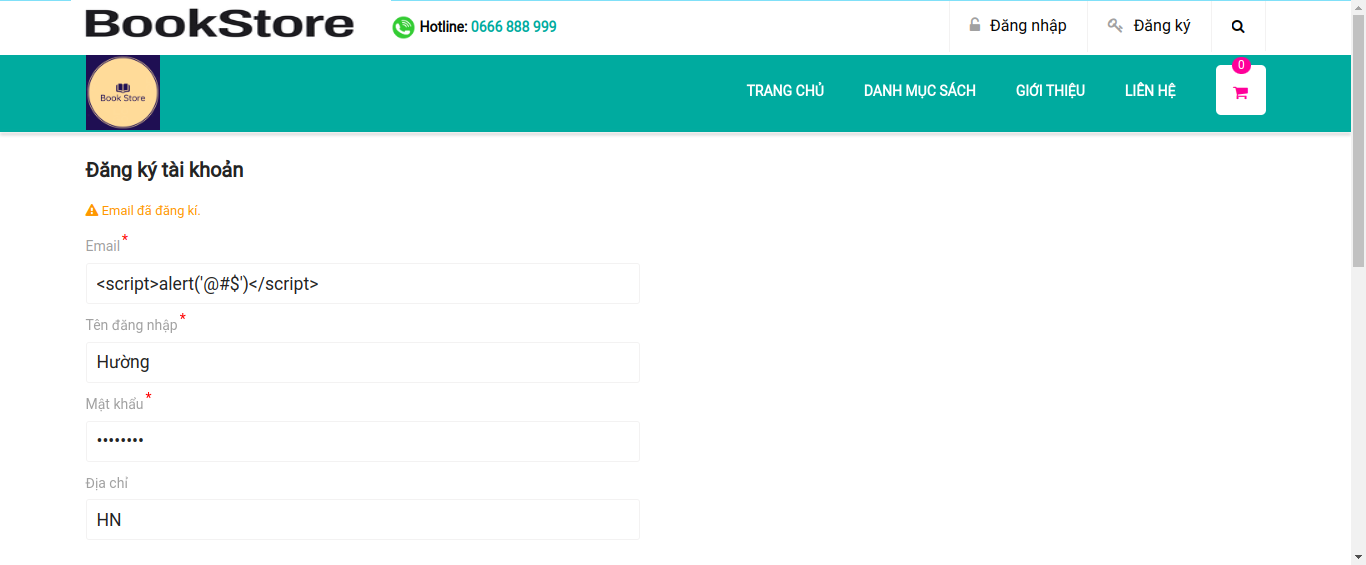 BookStore
Hotline: 0666 888 999
Đăng nhập
Đăng ký
Book Store
TRANG CHỦ
DANH MỤC SÁCH
GIỚI THIỆU
LIÊN HỆ
0
Đăng ký tài khoản
Email đã đăng kí.
Email *
<script>alert('@#$')</script>
Tên đăng nhập *
Hường
Mật khẩu *
••••••••
Địa chỉ
HN